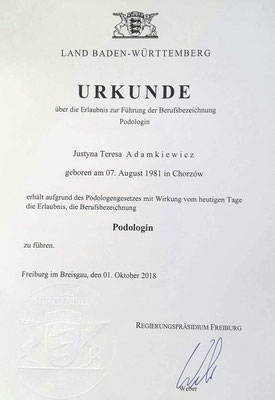 LAND BADEN-WÜRTTEMBERG
URKUNDE
über die Erlaubnis zur Führung der Berufsbezeichnung
Podologin
Justyna Teresa Adamkiewicz
geboren am 07. August 1981 in Chorzów
erhält aufgrund des Podologengesetzes mit Wirkung vom heutigen Tage
die Erlaubnis, die Berufsbezeichnung
Podologin
zu führen.
Freiburg im Breisgau, den 01. Oktober 2018
WÜRTTEMBERG
REGIERUNGSPRÄSIDIUM FREIBURG
Weber